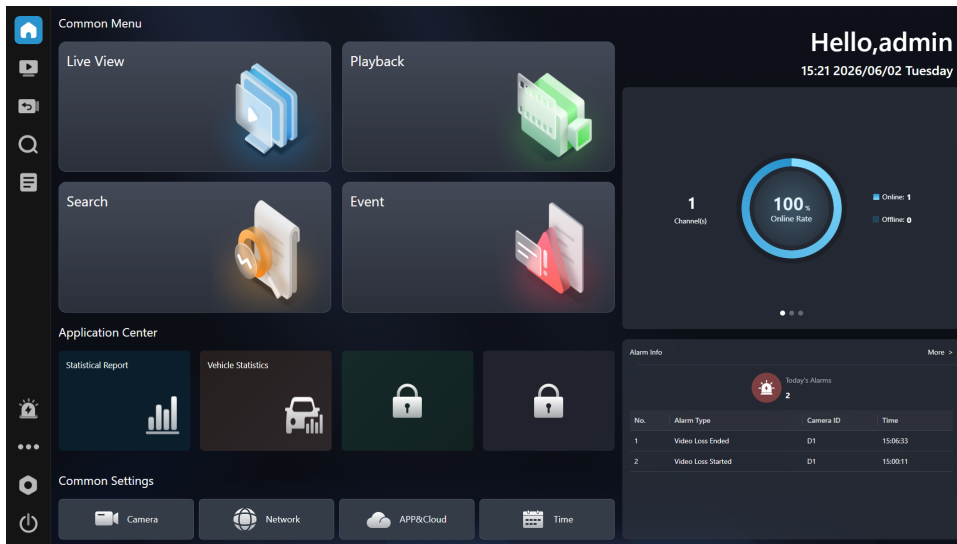 Common Menu
Live View
Playback
Search
Event
Application Center
Statistical Report
Vehicle Statistics
Common Settings
Camera
Network
APP&Cloud
Time
Hello,admin
15:21 2026/06/02 Tuesday
1
Channel(s)
100%
Online Rate
Online: 1
Offline: 0
Alarm Info More >
Today's Alarms
2
No. Alarm Type Camera ID Time
1 Video Loss Ended D1 15:06:33
2 Video Loss Started D1 15:00:11